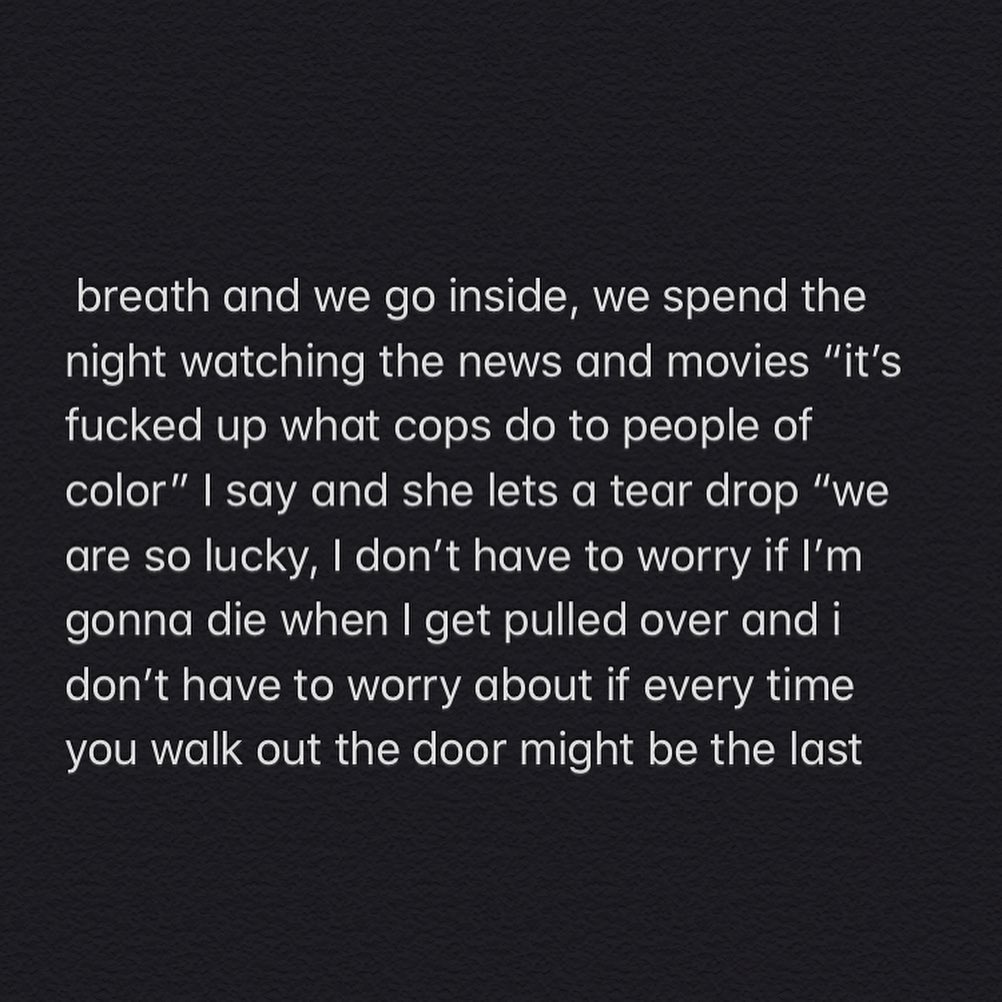 breath and we go inside, we spend the
night watching the news and movies “it’s
fucked up what cops do to people of
color” I say and she lets a tear drop “we
are so lucky, I don’t have to worry if I’m
gonna die when I get pulled over and i
don’t have to worry about if every time
you walk out the door might be the last